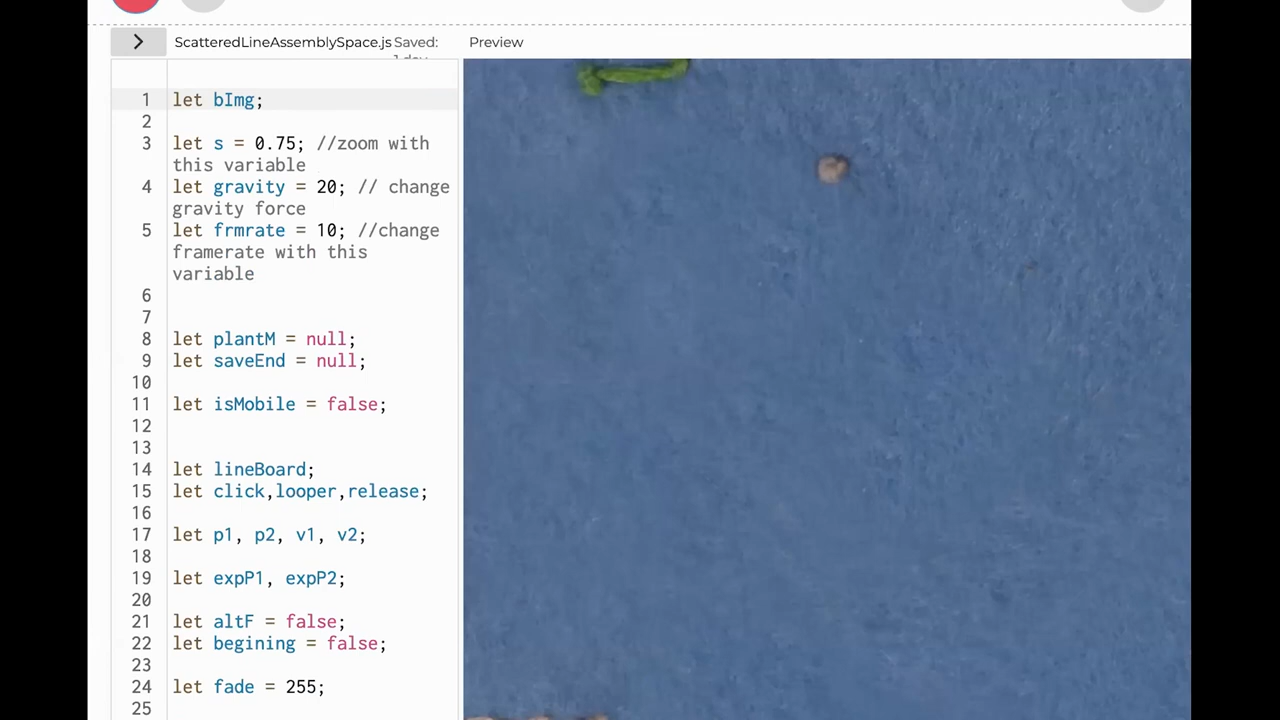 ScatteredLineAssemblySpace.js Saved: Preview
1 day
1 let bImg;
2
3 let s = 0.75; //zoom with
this variable
4 let gravity = 20; // change
gravity force
5 let frmrate = 10; //change
framerate with this
variable
6
7
8 let plantM = null;
9 let saveEnd = null;
10
11 let isMobile = false;
12
13
14 let lineBoard;
15 let click,looper,release;
16
17 let p1, p2, v1, v2;
18
19 let expP1, expP2;
20
21 let altF = false;
22 let begining = false;
23
24 let fade = 255;
25